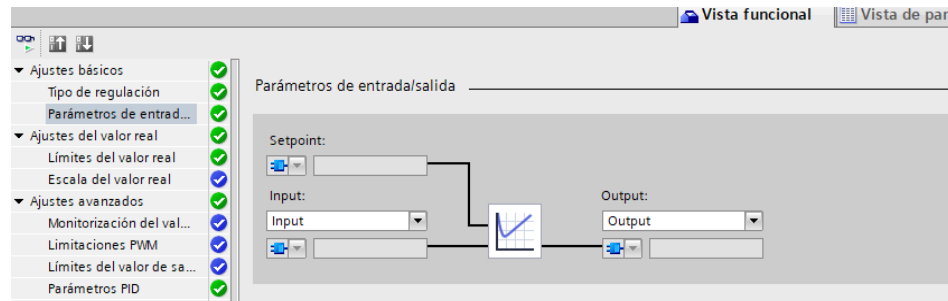 Vista funcional
Vista de par
Ajustes básicos
Tipo de regulación
Parámetros de entrad...
Ajustes del valor real
Límites del valor real
Escala del valor real
Ajustes avanzados
Monitorización del val...
Limitaciones PWM
Límites del valor de sa...
Parámetros PID
Parámetros de entrada/salida
Setpoint:
Input:
Input
Output:
Output